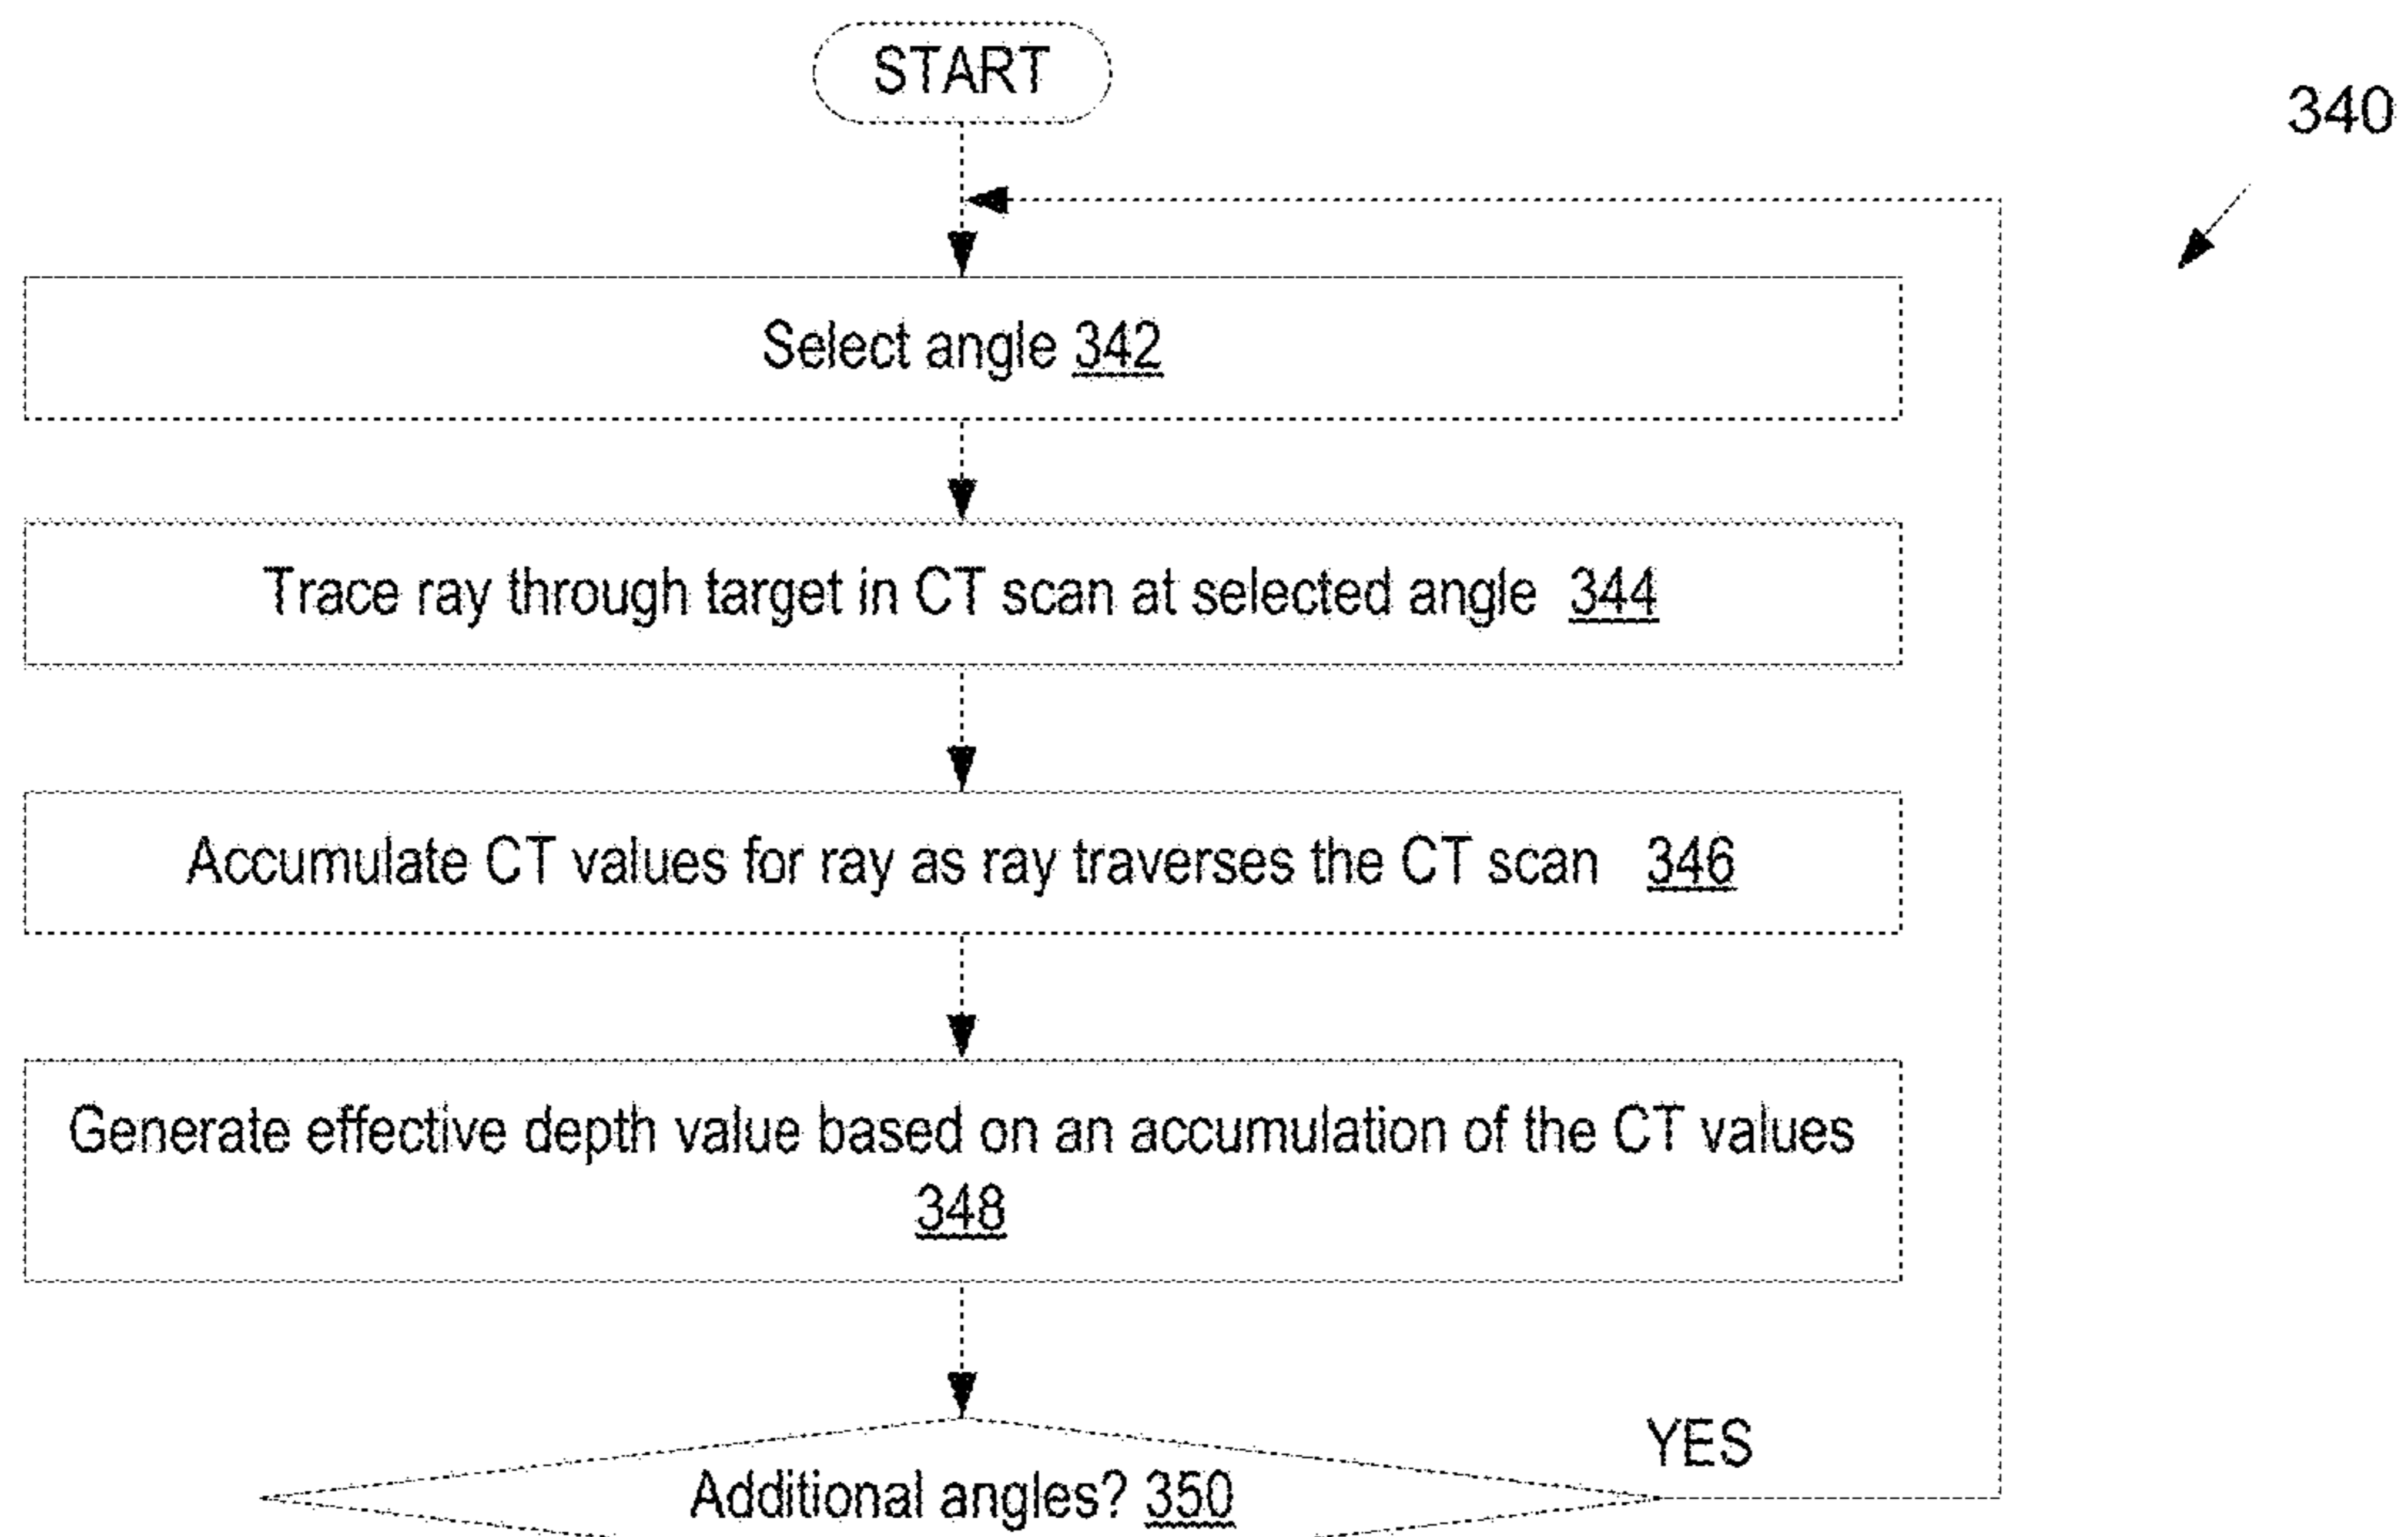 START
340
Select angle 342
Trace ray through target in CT scan at selected angle 344
Accumulate CT values for ray as ray traverses the CT scan 346
Generate effective depth value based on an accumulation of the CT values
348
YES
Additional angles? 350